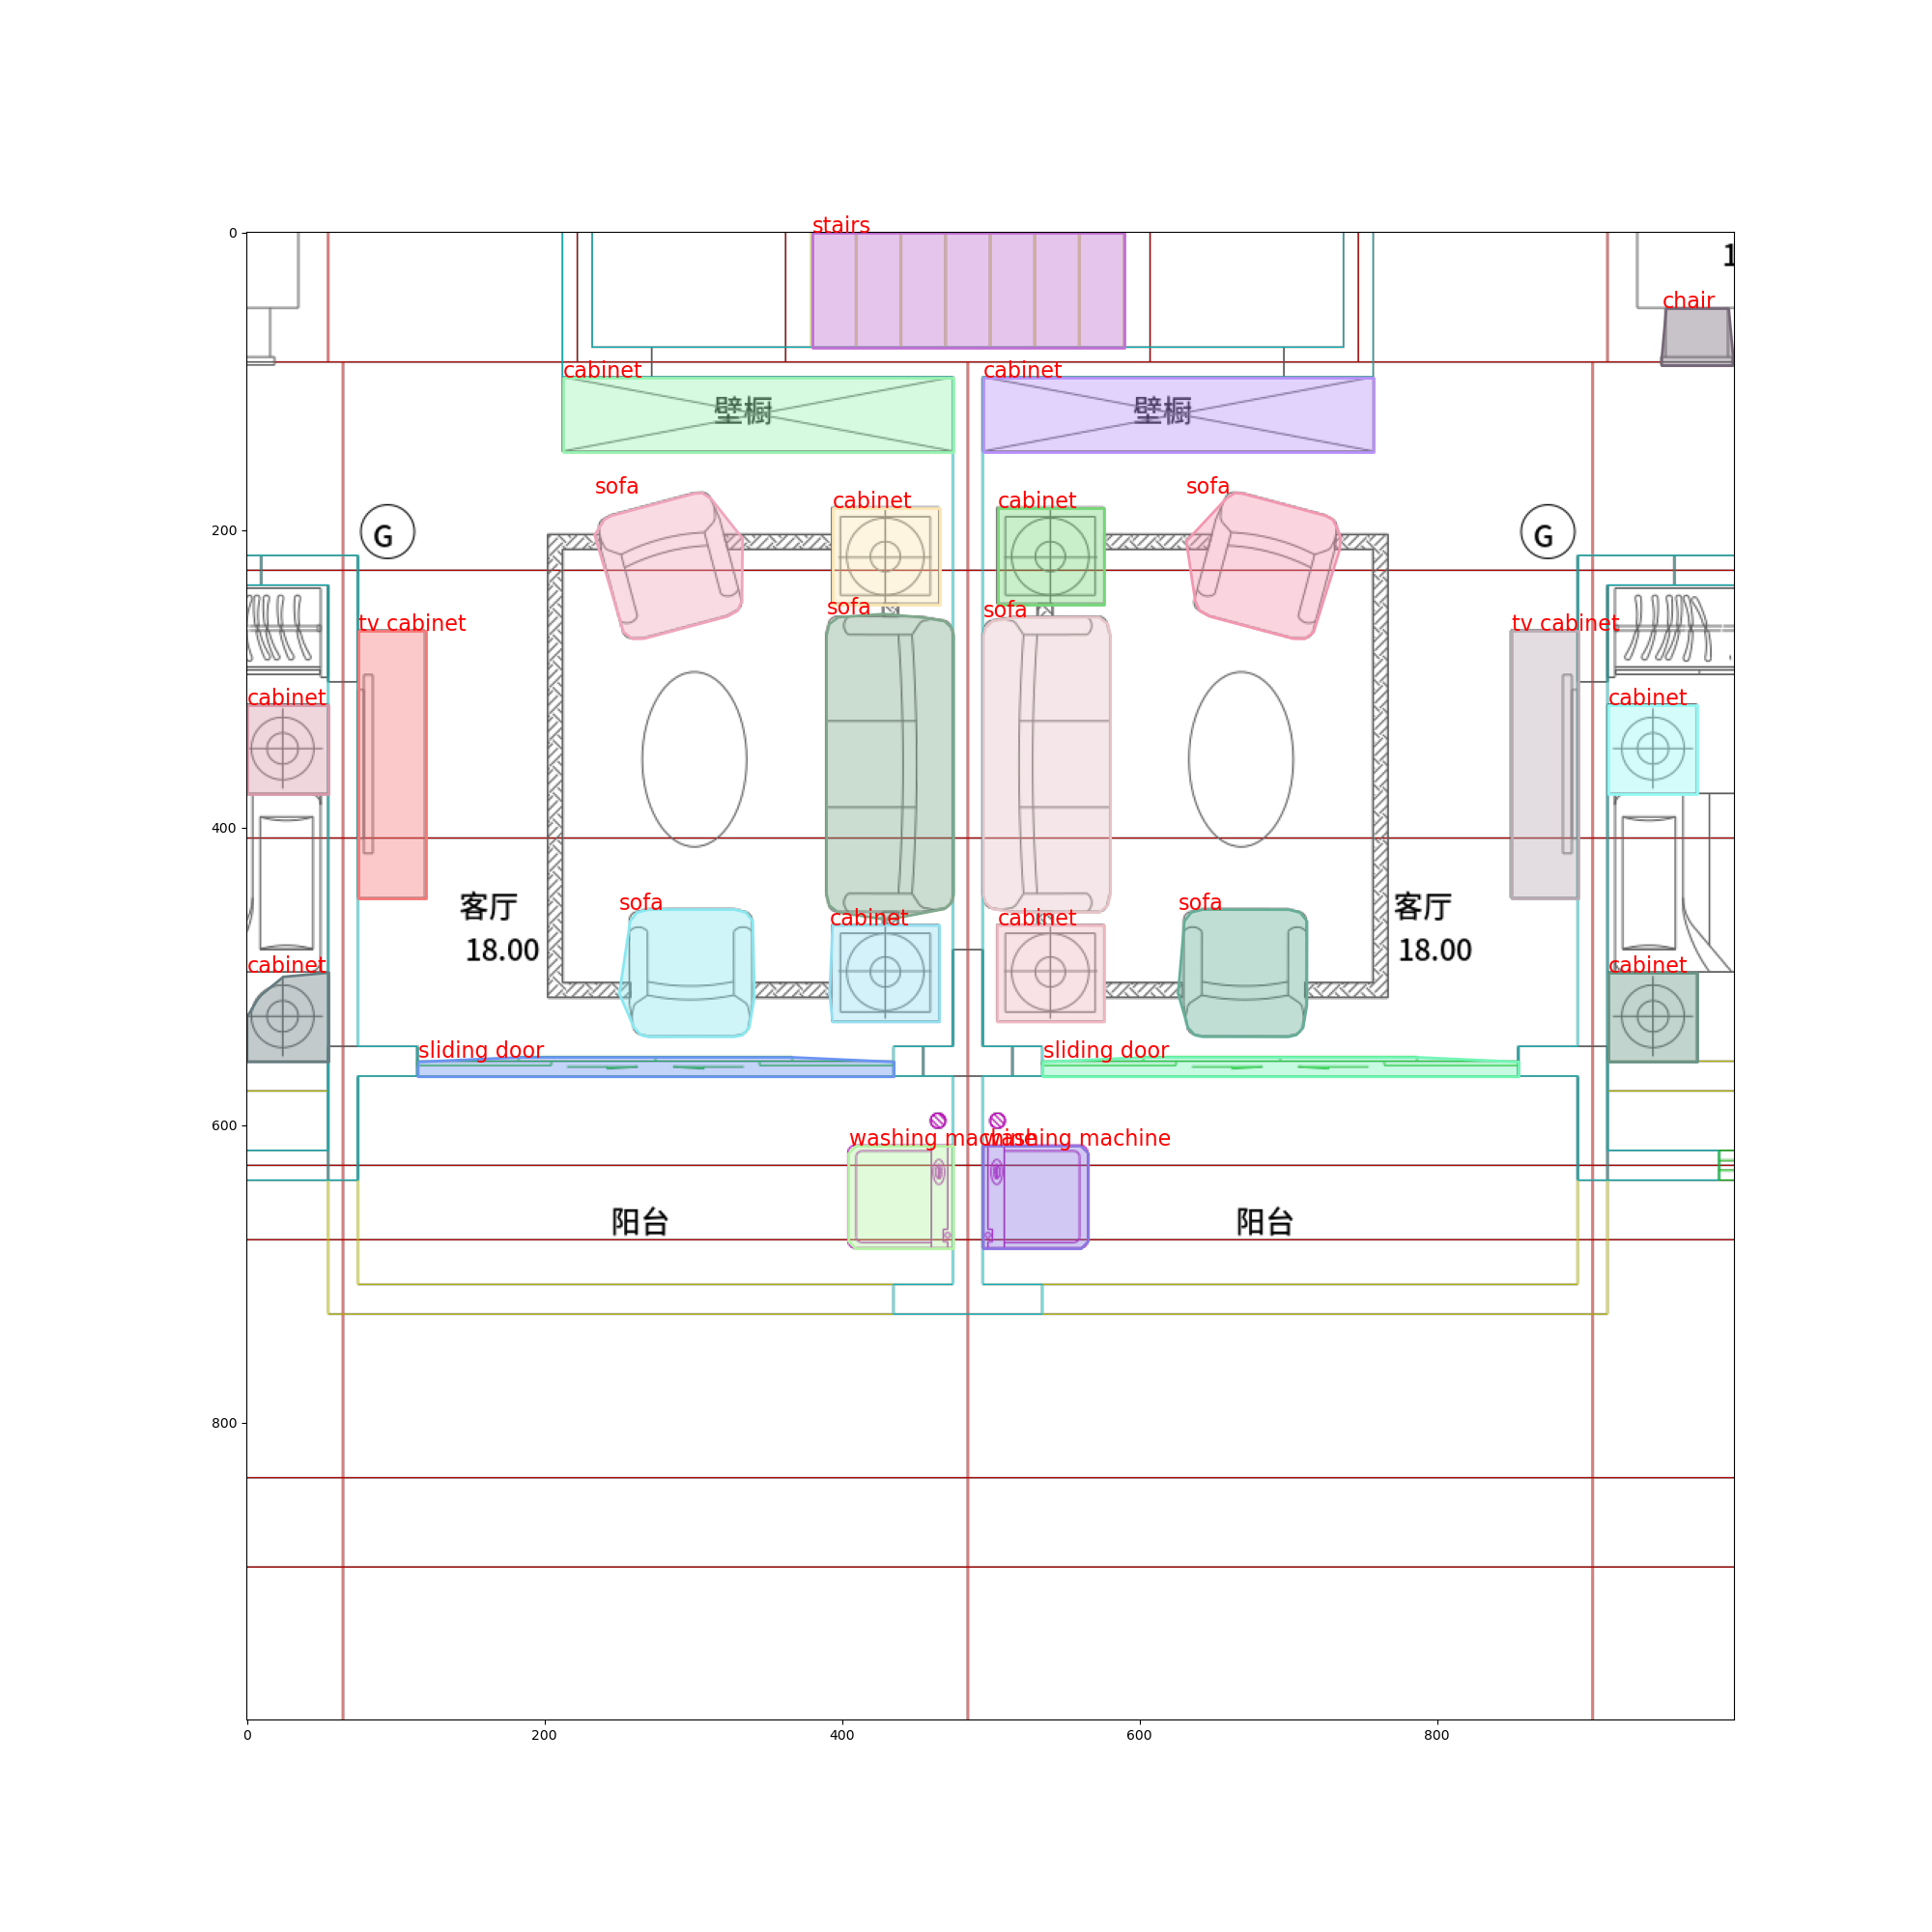 0
stairs
1
chair
cabinet
cabinet
壁橱
壁橱
sofa
sofa
cabinet
cabinet
200
G
G
sofa
sofa
tv cabinet
tv cabinet
cabinet
cabinet
400
客厅
18.00
sofa
cabinet
cabinet
sofa
客厅
18.00
cabinet
cabinet
sliding door
sliding door
600
washing machine
washing machine
阳台
阳台
800
0
200
400
600
800